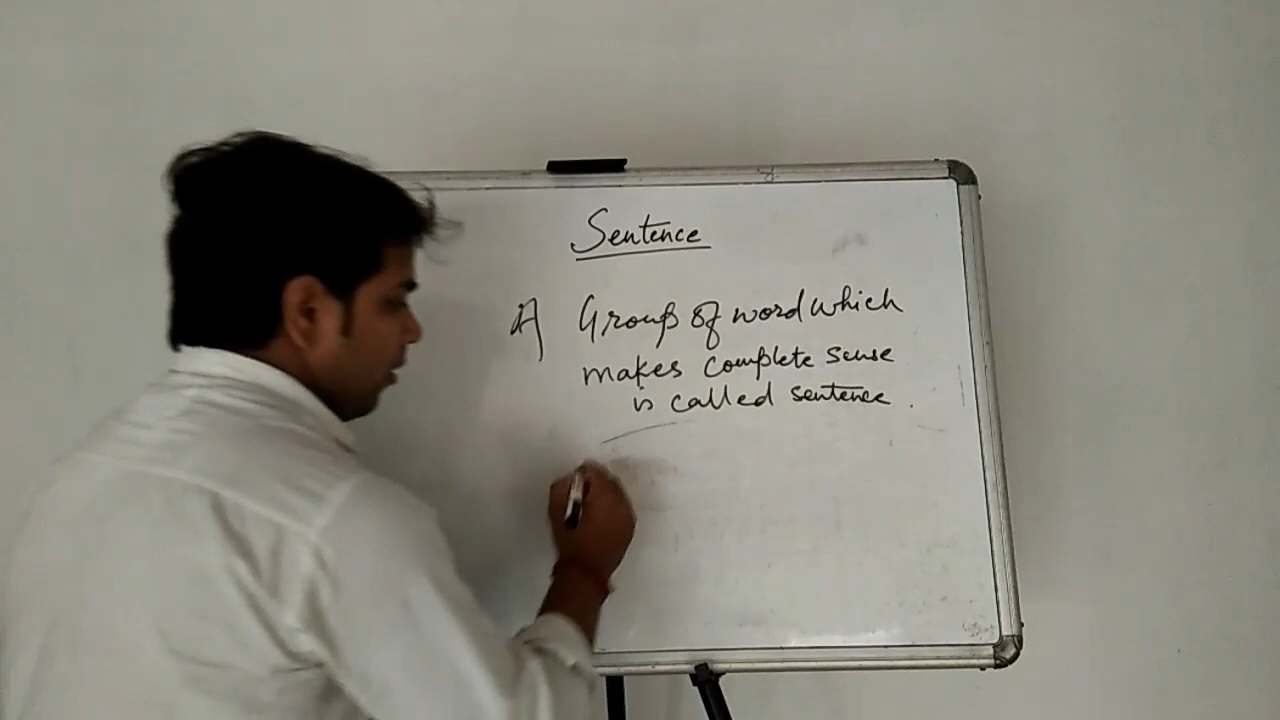 Sentence
A Group of word which
makes complete sense
is called sentence.